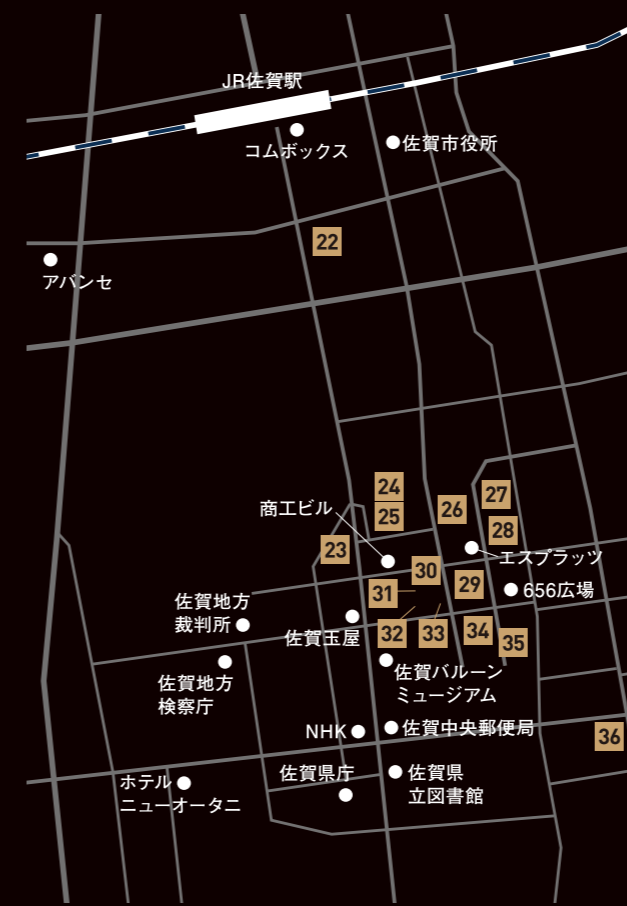 JR佐賀駅
コムボックス
佐賀市役所
22
アバンセ
24
商工ビル
25
26
27
28
23
エスプラッツ
30
31
29
656広場
佐賀地方
裁判所
佐賀玉屋
32
33
34
35
佐賀地方
検察庁
佐賀バルーン
ミュージアム
NHK
佐賀中央郵便局
36
ホテル
ニューオータニ
佐賀県庁
佐賀県
立図書館